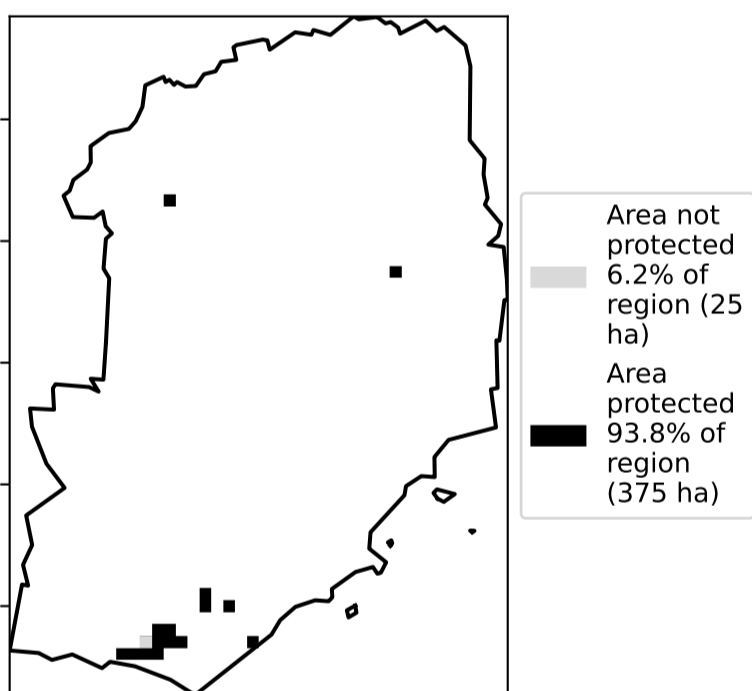 Area not
protected
6.2% of
region (25
ha)
Area
protected
93.8% of
region
(375 ha)